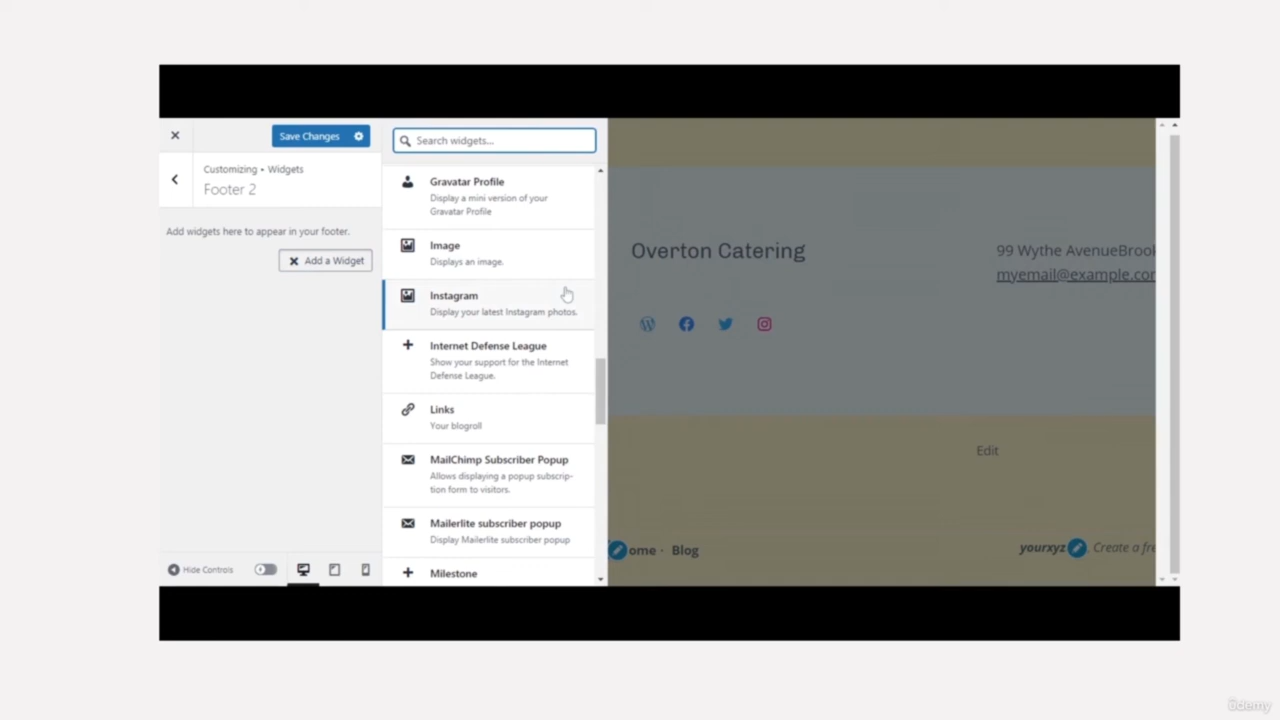 Save Changes
Customizing • Widgets
Footer 2
Add widgets here to appear in your footer.
Add a Widget
Hide Controls
Search widgets...
Gravatar Profile
Display a mini version of your
Gravatar Profile
Image
Displays an image.
Instagram
Display your latest Instagram photos.
Internet Defense League
Show your support for the Internet
Defense League.
Links
Your blogroll
MailChimp Subscriber Popup
Allows displaying a popup subscrip-
tion form to visitors.
Mailerlite subscriber popup
Display Mailerlite subscriber popup
Milestone
Overton Catering
99 Wythe AvenueBrook
myemail@example.cor
Edit
ome · Blog
yourxyz
. Create a fre
ûdemy